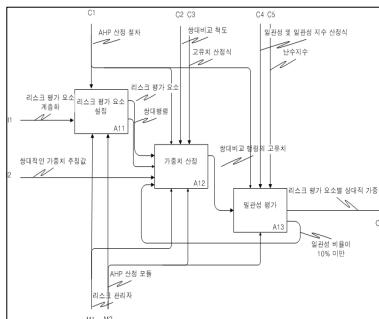 C1
C2 C3
C4 C5
AHP 산정 절차
쌍대비교 척도
고유치 산정식
일관성 및 일관성 지수 산정식
난수지수
리스크 평가 요소
계층화
I1
리스크 평가 요소
설정
A11
리스크 평가 요소
쌍대행렬
쌍대적인 가중치 추정값
가중치 산정
A12
쌍대비교 행렬의 고유치
일관성 평가
A13
리스크 평가 요소별 상대적 가중
일관성 비율이
10% 미만
AHP 산정 모듈
리스크 관리자
M1
M2